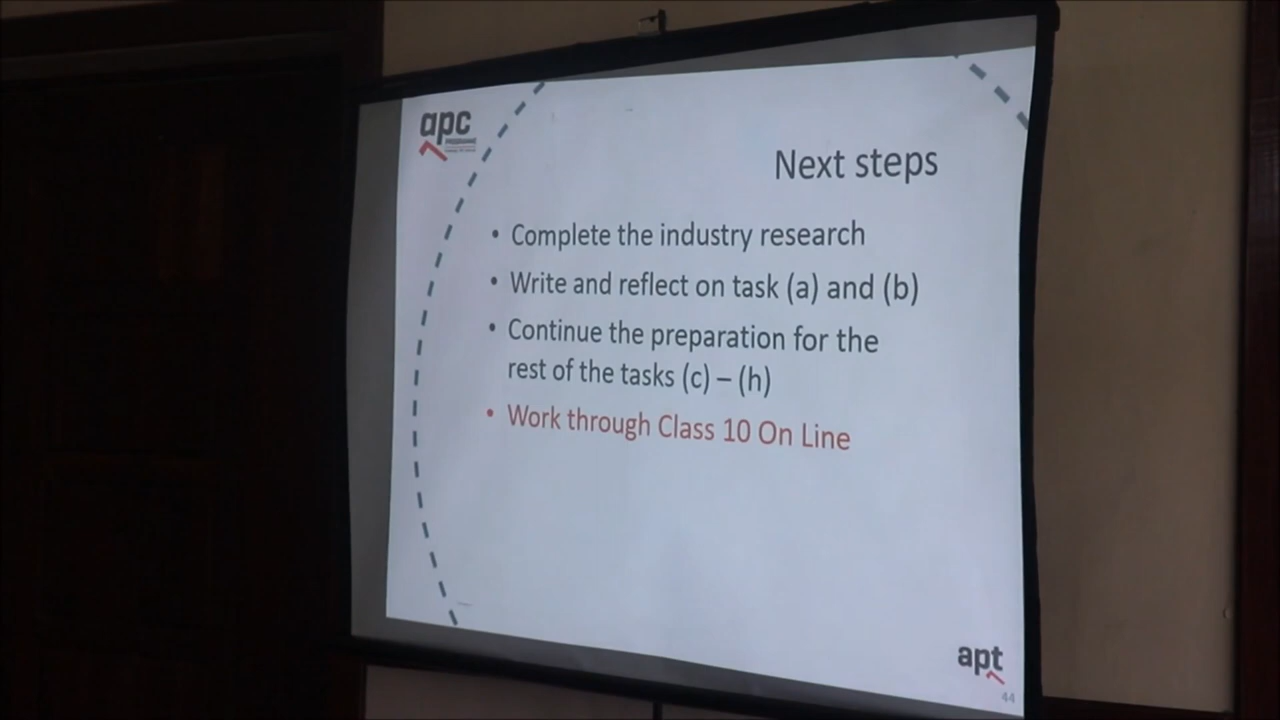 apc
Next steps
• Complete the industry research
• Write and reflect on task (a) and (b)
• Continue the preparation for the
rest of the tasks (c) – (h)
• Work through Class 10 On Line
apt
44